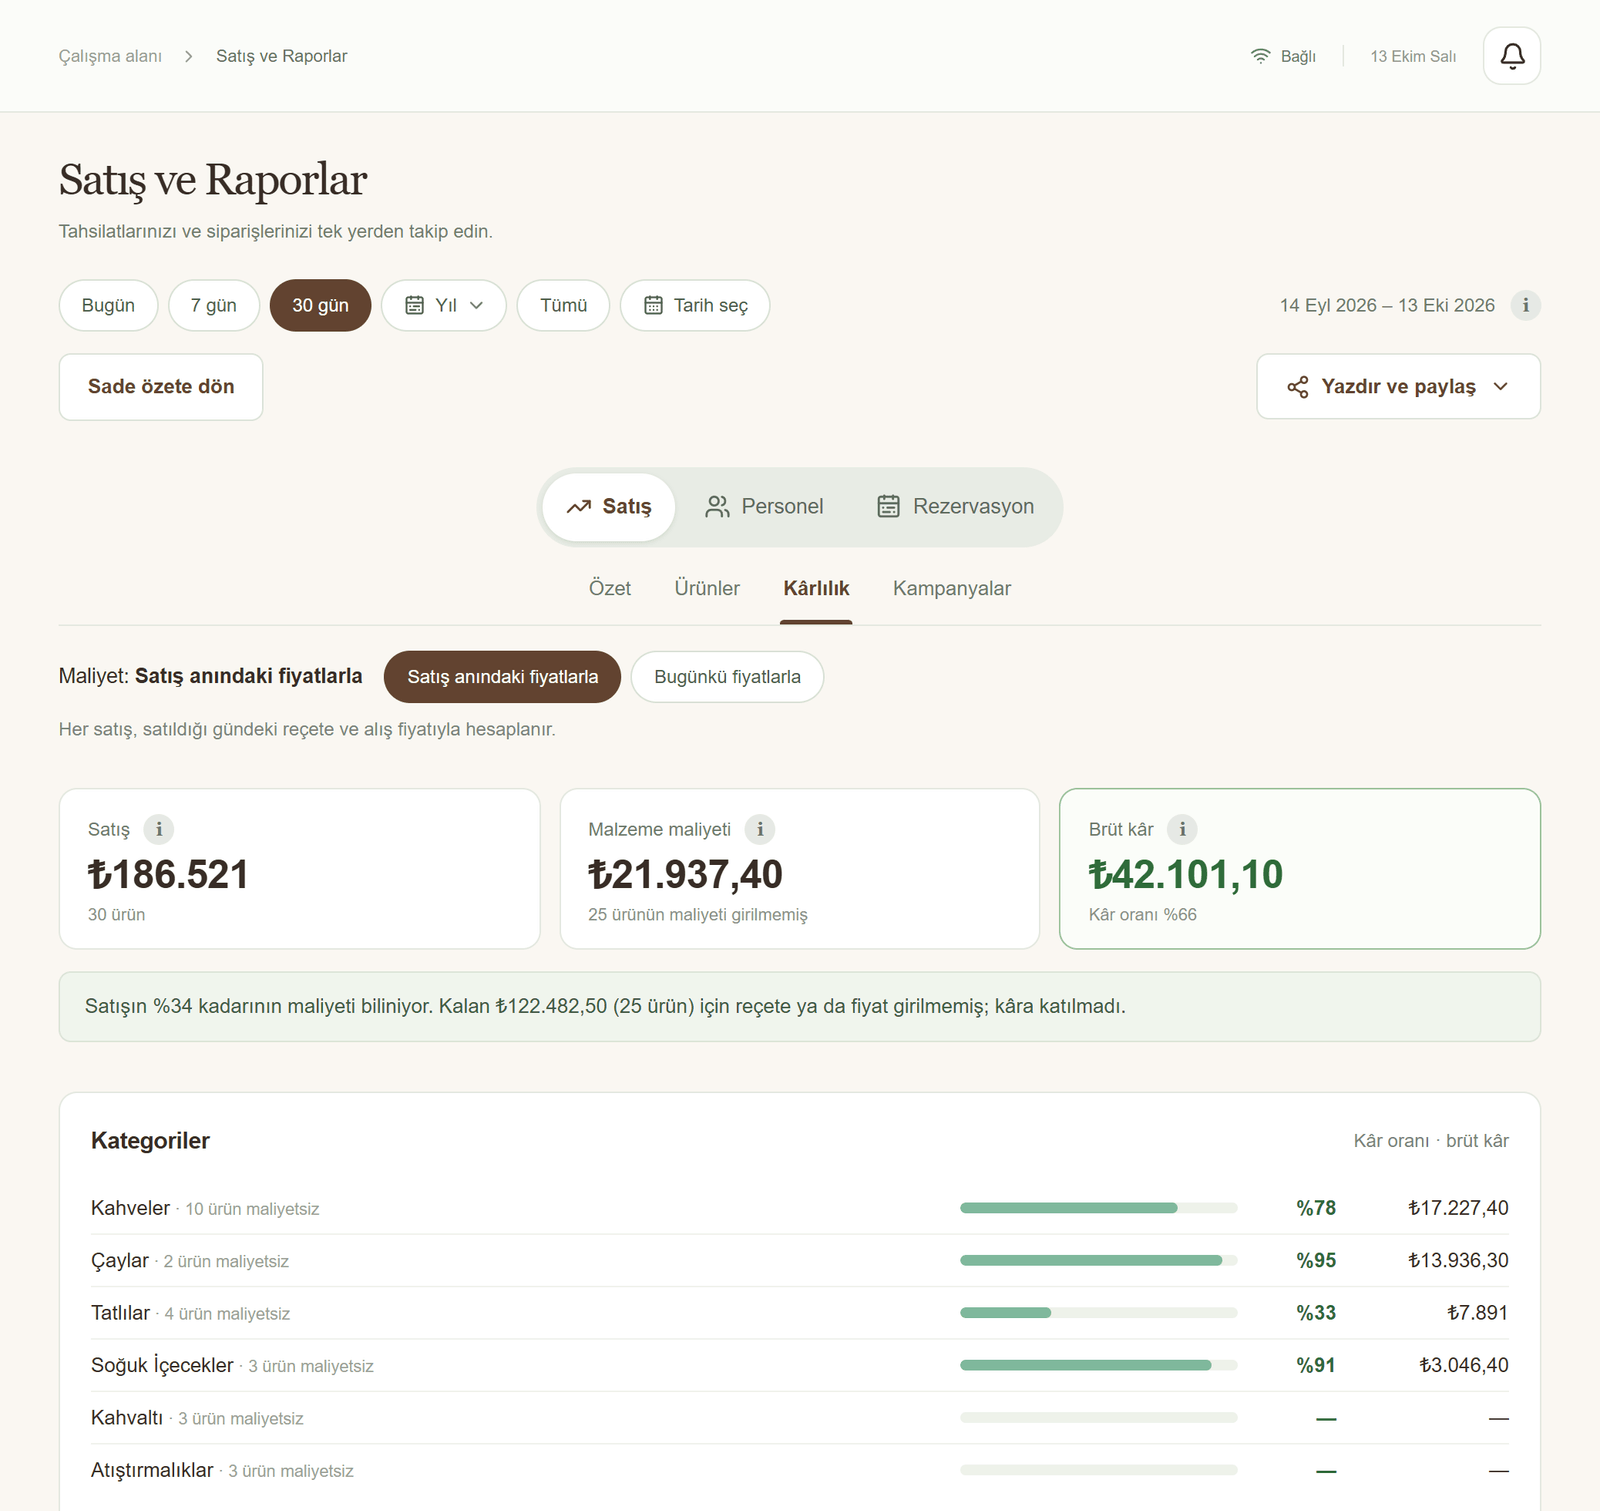 Çalışma alanı > Satış ve Raporlar
Bağlı
13 Ekim Salı
Satış ve Raporlar
Tahsilatlarınızı ve siparişlerinizi tek yerden takip edin.
Bugün 7 gün 30 gün Yıl Tümü Tarih seç
14 Eyl 2026 – 13 Eki 2026 i
Sade özete dön
Yazdır ve paylaş
Satış Personel Rezervasyon
Özet Ürünler Kârlılık Kampanyalar
Maliyet: Satış anındaki fiyatlarla Satış anındaki fiyatlarla Bugünkü fiyatlarla
Her satış, satıldığı gündeki reçete ve alış fiyatıyla hesaplanır.
Satış i
₺186.521
30 ürün
Malzeme maliyeti i
₺21.937,40
25 ürünün maliyeti girilmemiş
Brüt kâr i
₺42.101,10
Kâr oranı %66
Satışın %34 kadarının maliyeti biliniyor. Kalan ₺122.482,50 (25 ürün) için reçete ya da fiyat girilmemiş; kâra katılmadı.
Kategoriler
Kâr oranı · brüt kâr
Kahveler · 10 ürün maliyetsiz %78 ₺17.227,40
Çaylar · 2 ürün maliyetsiz %95 ₺13.936,30
Tatlılar · 4 ürün maliyetsiz %33 ₺7.891
Soğuk İçecekler · 3 ürün maliyetsiz %91 ₺3.046,40
Kahvaltı · 3 ürün maliyetsiz — —
Atıştırmalıklar · 3 ürün maliyetsiz — —